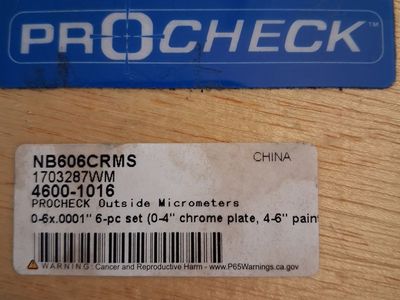 PROCHECK™
NB606CRMS CHINA
1703287WM
4600-1016
PROCHECK Outside Micrometers
0-6x.0001" 6-pc set (0-4" chrome plate, 4-6" paint
WARNING: Cancer and Reproductive Harm - www.P65Warnings.ca.gov